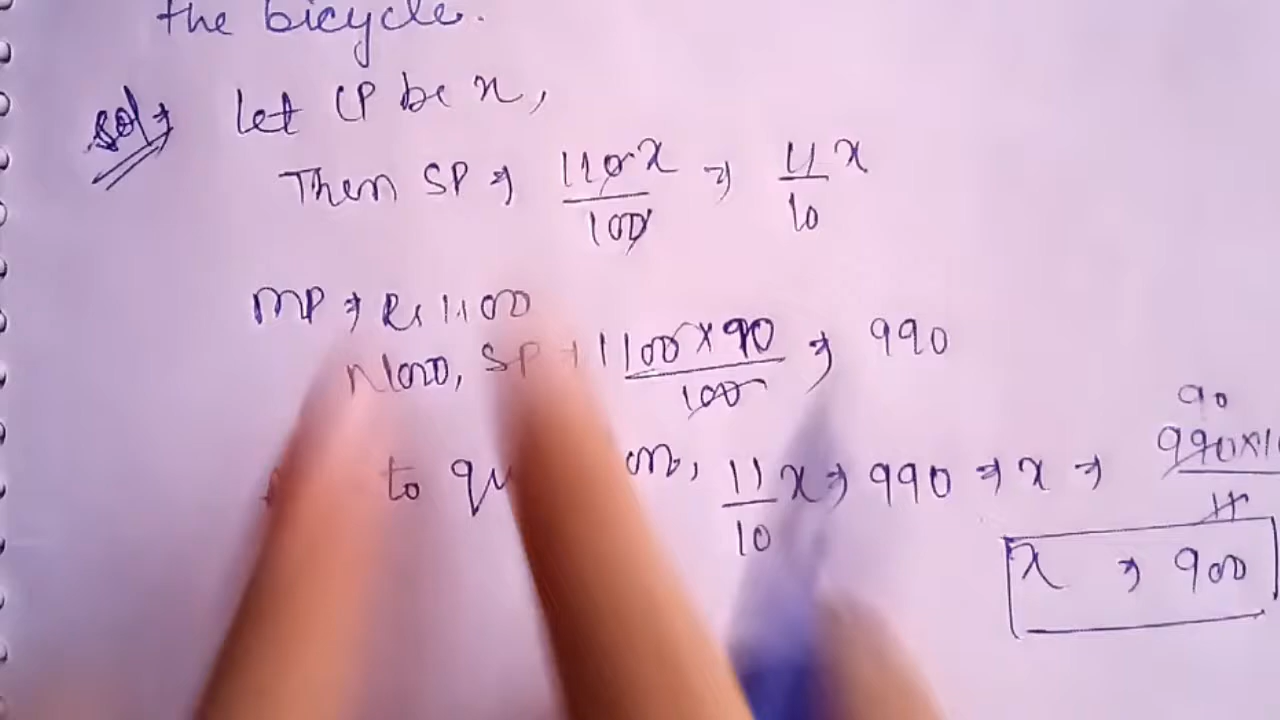 the bicycle.
Sol⇒ Let CP be x,
Then SP ⇒ 110x/100 ⇒ 11/10 x
MP ⇒ Rs 1100
Now, SP ⇒ 1100×90/100 ⇒ 990
to 11/10 x ⇒ 990 ⇒ x ⇒ 990×10/11 90
x ⇒ 900